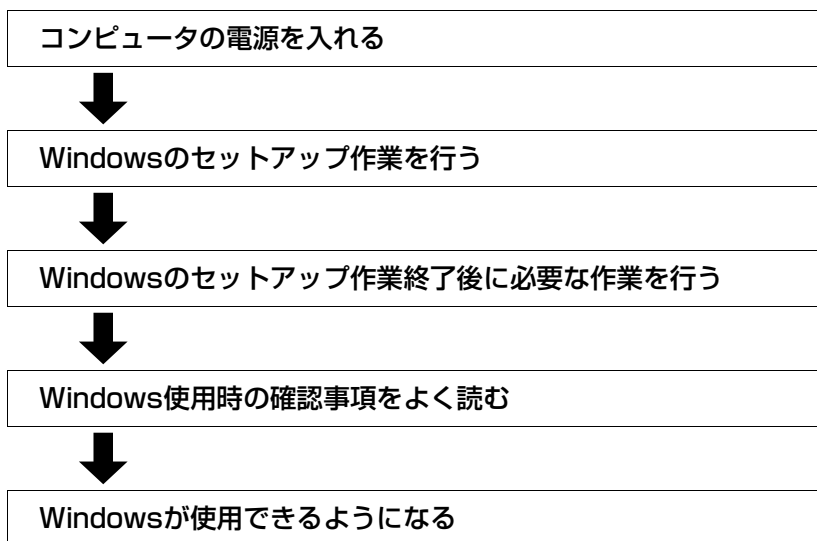 コンピュータの電源を入れる
Windowsのセットアップ作業を行う
Windowsのセットアップ作業終了後に必要な作業を行う
Windows使用時の確認事項をよく読む
Windowsが使用できるようになる